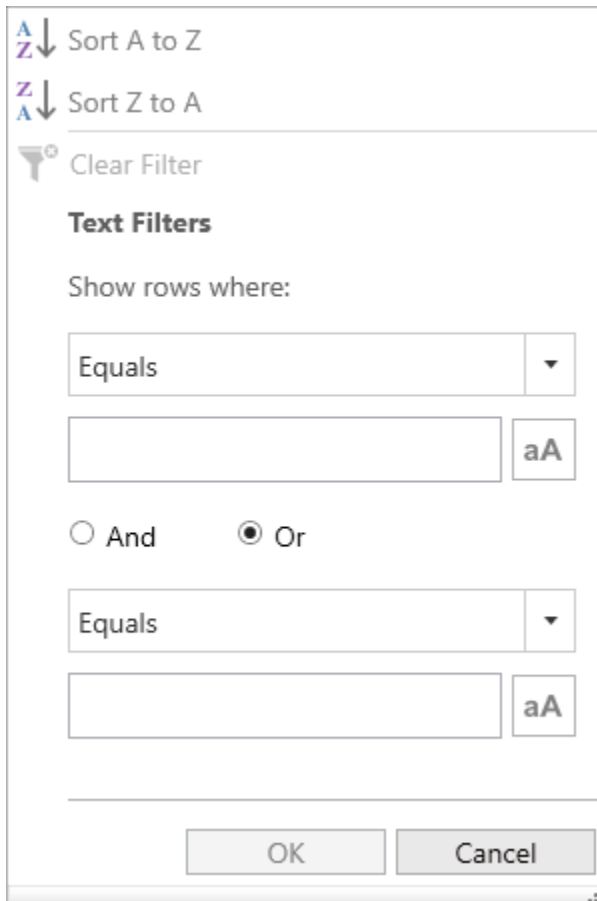 Sort A to Z
Sort Z to A
Clear Filter
Text Filters
Show rows where:
Equals
aA
And Or
Equals
aA
OK Cancel